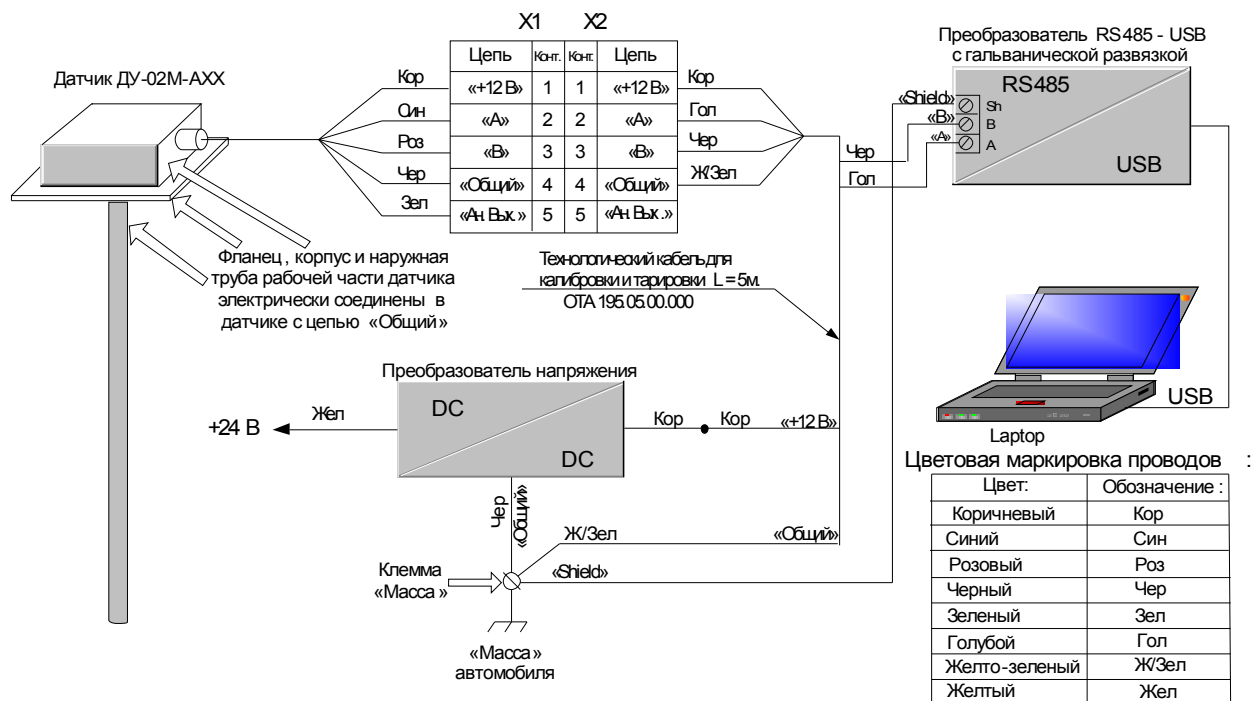 X1 X2
Преобразователь RS485 - USB
с гальванической развязкой
Датчик ДУ-02М-АХХ
Цепь Конт. Конт. Цепь
Кор «+12 В» 1 1 «+12 В» Кор
Син «А» 2 2 «А» Гол
Роз «В» 3 3 «В» Чер
Чер «Общий» 4 4 «Общий» Ж/Зел
Зел «Ан. Вых.» 5 5 «Ан. Вых.»
RS485
«Shield» Sh
«В» B
«А» A
USB
Чер
Гол
Фланец , корпус и наружная
труба рабочей части датчика
электрически соединены в
датчике с цепью «Общий»
Технологический кабель для
калибровки и тарировки L = 5м.
ОТА 195.05.00.000
Преобразователь напряжения
+24 В Жел DC DC Кор Кор «+12 В»
Чер «Общий»
Ж/Зел «Общий»
«Shield»
Клемма
«Масса »
«Масса»
автомобиля
USB
Laptop
Цветовая маркировка проводов :
Цвет: Обозначение :
Коричневый Кор
Синий Син
Розовый Роз
Черный Чер
Зеленый Зел
Голубой Гол
Желто-зеленый Ж/Зел
Желтый Жел